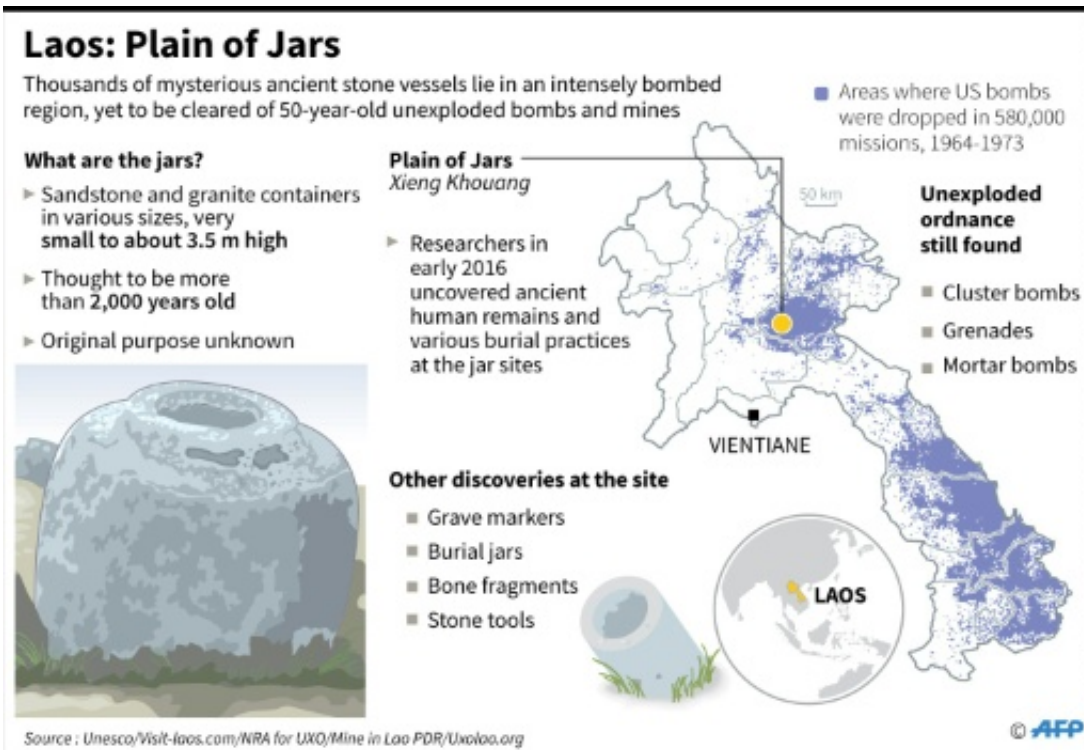 Laos: Plain of Jars
Thousands of mysterious ancient stone vessels lie in an intensely bombed
region, yet to be cleared of 50-year-old unexploded bombs and mines
Areas where US bombs
were dropped in 580,000
missions, 1964-1973
What are the jars?
Sandstone and granite containers
in various sizes, very
small to about 3.5 m high
Thought to be more
than 2,000 years old
Original purpose unknown
Plain of Jars
Xieng Khouang
Researchers in
early 2016
uncovered ancient
human remains and
various burial practices
at the jar sites
50 km
Unexploded
ordnance
still found
Cluster bombs
Grenades
Mortar bombs
VIENTIANE
Other discoveries at the site
Grave markers
Burial jars
Bone fragments
Stone tools
LAOS
Source : Unesco/Visit-laos.com/NRA for UXO/Mine in Lao PDR/Uxolao.org
© AFP